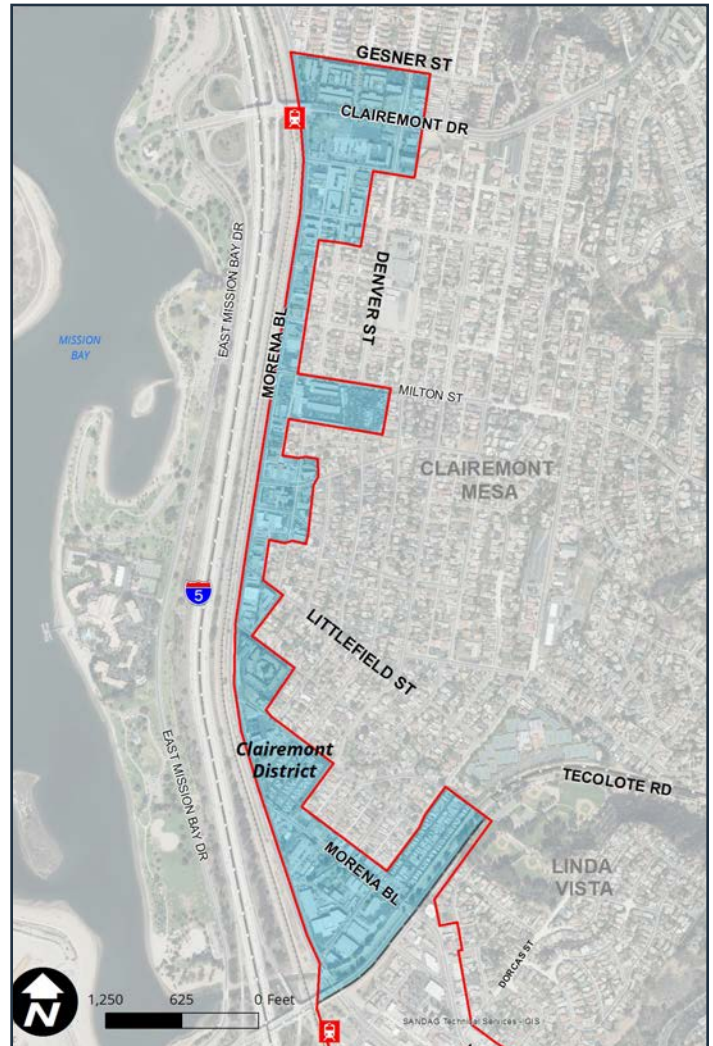 GESNER ST
CLAIREMONT DR
EAST MISSION BAY DR
DENVER ST
MISSION
BAY
MORENA BL
MILTON ST
CLAIREMONT
MESA
5
LITTLEFIELD ST
Clairemont
District
EAST MISSION BAY DR
TECOLOTE RD
MORENA BL
LINDA
VISTA
DORCAS ST
N
1,250 625 0 Feet
SANDAG Technical Services - GIS